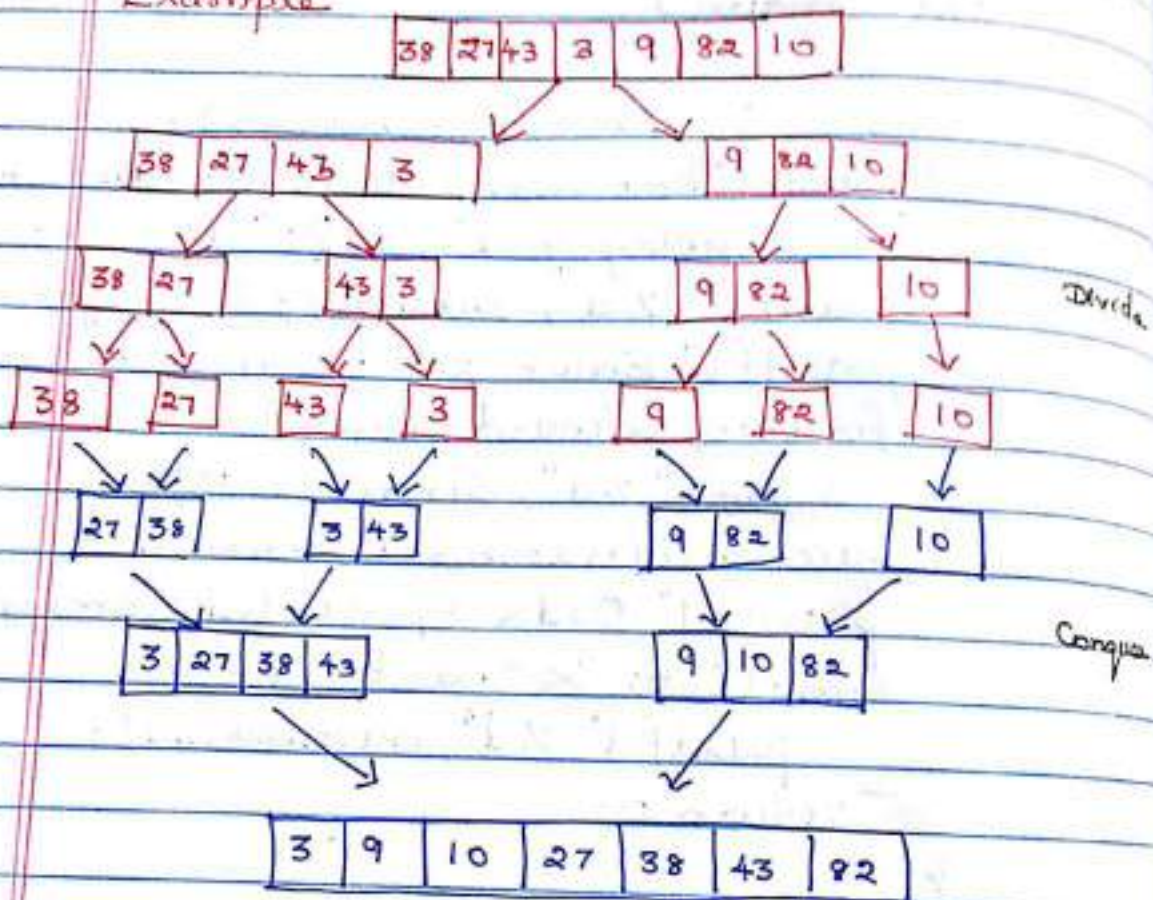 Example
38 27 43 3 9 82 10
38 27 43 3 9 82 10
38 27 43 3 9 82 10 Divide
38 27 43 3 9 82 10
27 38 3 43 9 82 10
3 27 38 43 9 10 82 Conque
3 9 10 27 38 43 82